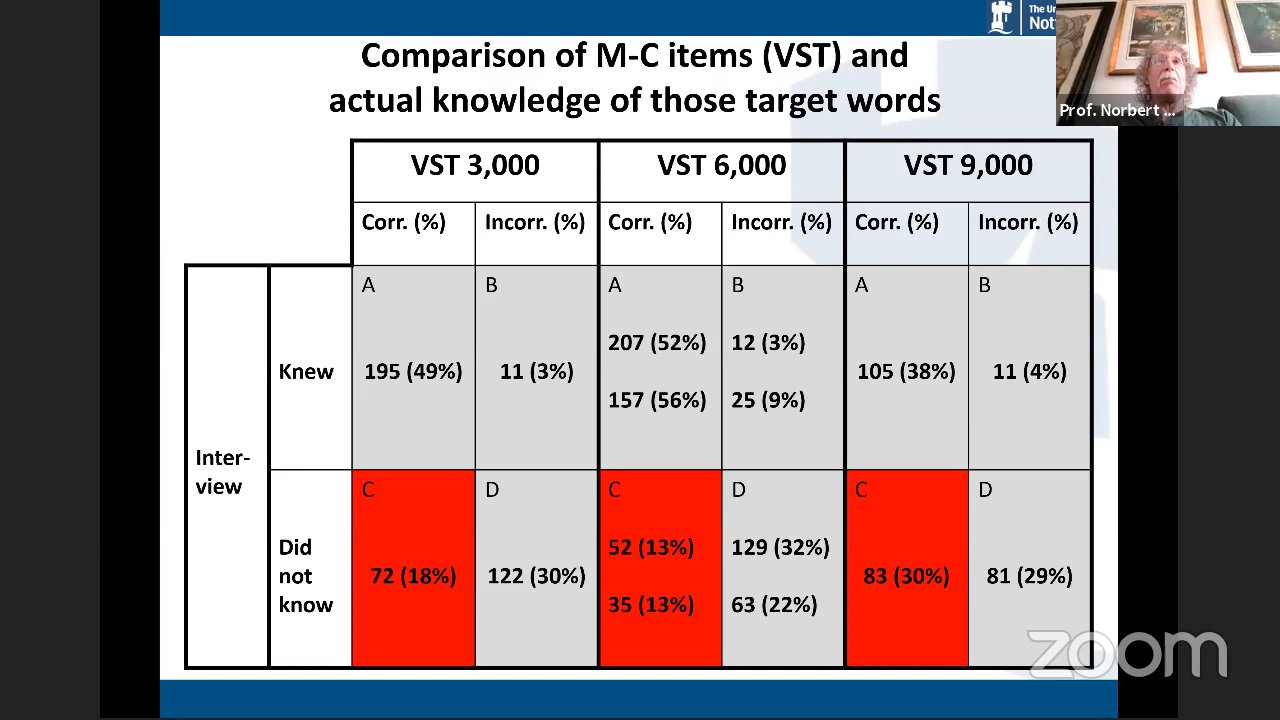 The Un
Nott
Comparison of M-C items (VST) and
actual knowledge of those target words
Prof. Norbert ...
VST 3,000
VST 6,000
VST 9,000
Corr. (%)
Incorr. (%)
Corr. (%)
Incorr. (%)
Corr. (%)
Incorr. (%)
Inter-
view
Knew
A
195 (49%)
B
11 (3%)
A
207 (52%)
157 (56%)
B
12 (3%)
25 (9%)
A
105 (38%)
B
11 (4%)
Did
not
know
C
72 (18%)
D
122 (30%)
C
52 (13%)
35 (13%)
D
129 (32%)
63 (22%)
C
83 (30%)
D
81 (29%)
zoom